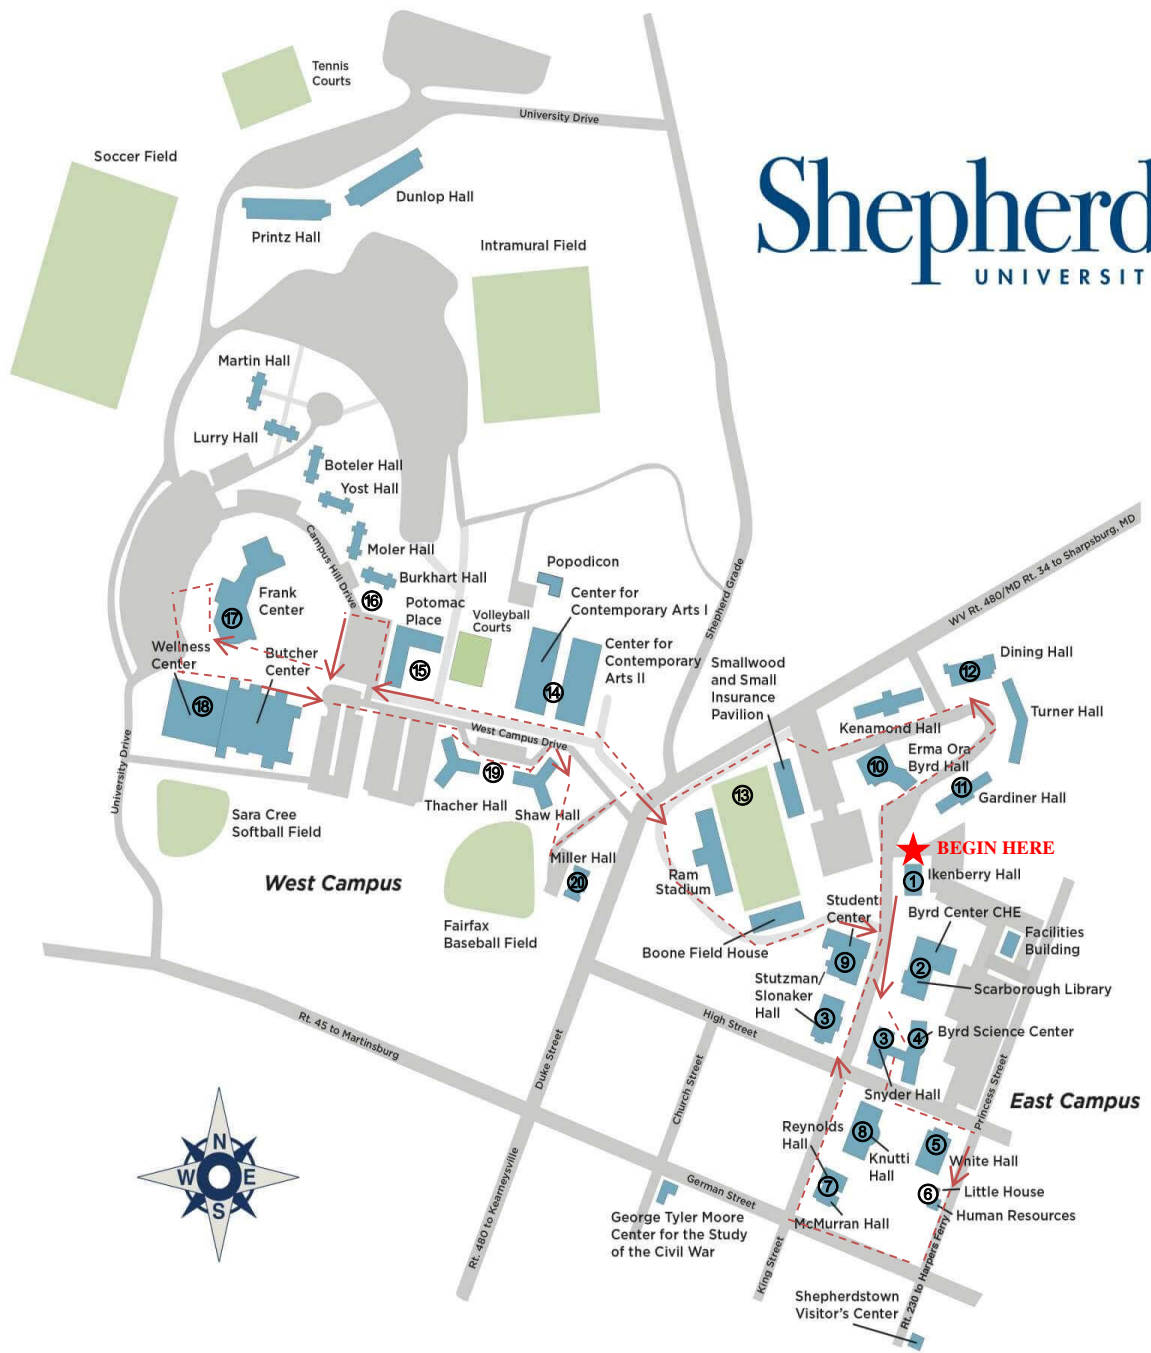 Tennis
Courts
University Drive
Soccer Field
Dunlop Hall
Printz Hall
Intramural Field
Shepherd
UNIVERSIT
Martin Hall
Lurry Hall
Boteler Hall
Yost Hall
Moler Hall
Burkhart Hall
Campus Hill Drive
Popodicon
Center for
Contemporary Arts I
Shepherd Grade
WV Rt. 480/MD Rt. 34 to Sharpsburg, MD
Frank
Center
16
17
Potomac
Place
15
Volleyball
Courts
Center for
Contemporary
Arts II
14
Wellness
Center
Butcher
Center
18
Smallwood
and Small
Insurance
Pavilion
Dining Hall
12
Turner Hall
Kenamond Hall
Erma Ora
Byrd Hall
10
11
Gardiner Hall
West Campus Drive
University Drive
19
Thacher Hall
Shaw Hall
13
Sara Cree
Softball Field
BEGIN HERE
Miller Hall
20
Ram
Stadium
1
Ikenberry Hall
West Campus
Student
Center
Byrd Center CHE
Fairfax
Baseball Field
Boone Field House
Facilities
Building
9
2
Stutzman/
Slonaker
Hall
Scarborough Library
3
3
4
Byrd Science Center
Rt. 45 to Martinsburg
High Street
Duke Street
Church Street
Snyder Hall
Princess Street
East Campus
Reynolds
Hall
8
Knutti
Hall
5
White Hall
7
6
Little House
Human Resources
McMurran Hall
German Street
George Tyler Moore
Center for the Study
of the Civil War
Rt. 480 to Kearneysville
King Street
Rt. 230 to Harpers Ferry
Shepherdstown
Visitor's Center
N
W
E
S